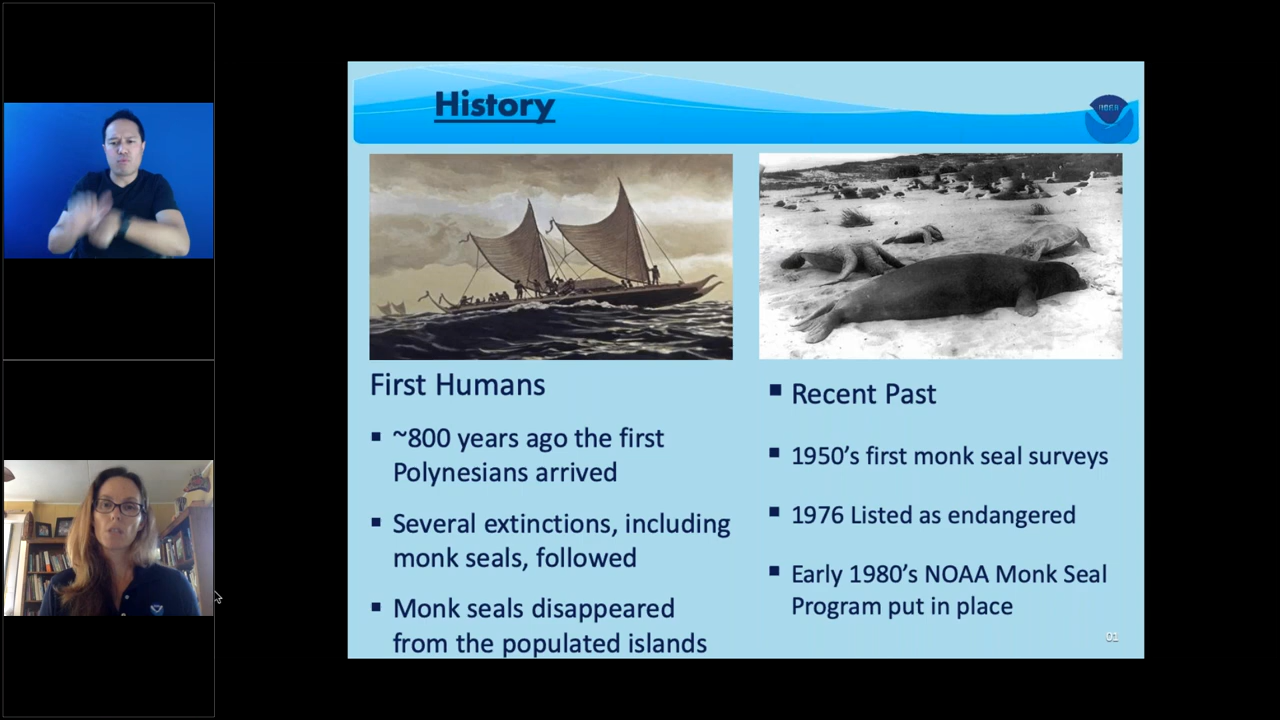 History
NOAA
First Humans
~800 years ago the first
Polynesians arrived
Several extinctions, including
monk seals, followed
Monk seals disappeared
from the populated islands
Recent Past
1950’s first monk seal surveys
1976 Listed as endangered
Early 1980’s NOAA Monk Seal
Program put in place
01